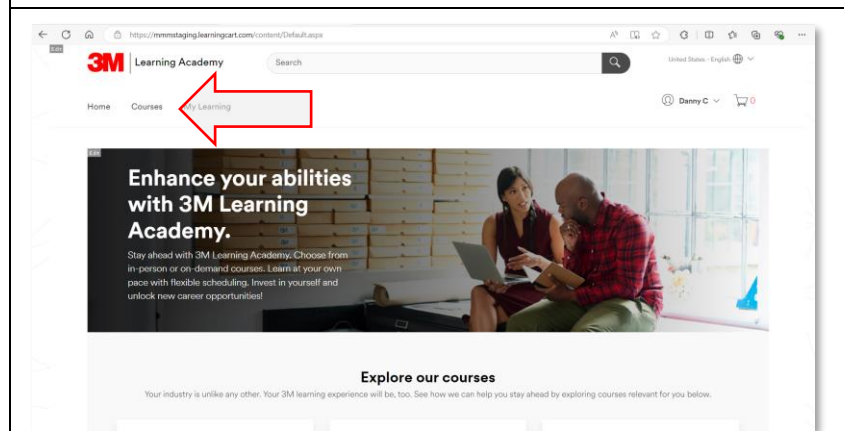 https://mmmstaging.learningcart.com/content/Default.aspx
Edit
3M Learning Academy
Search
United States - English
Home Courses My Learning
Danny C
0
Edit
Enhance your abilities
with 3M Learning
Academy.
Stay ahead with 3M Learning Academy. Choose from
in-person or on-demand courses. Learn at your own
pace with flexible scheduling. Invest in yourself and
unlock new career opportunities!
Explore our courses
Your industry is unlike any other. Your 3M learning experience will be, too. See how we can help you stay ahead by exploring courses relevant for you below.